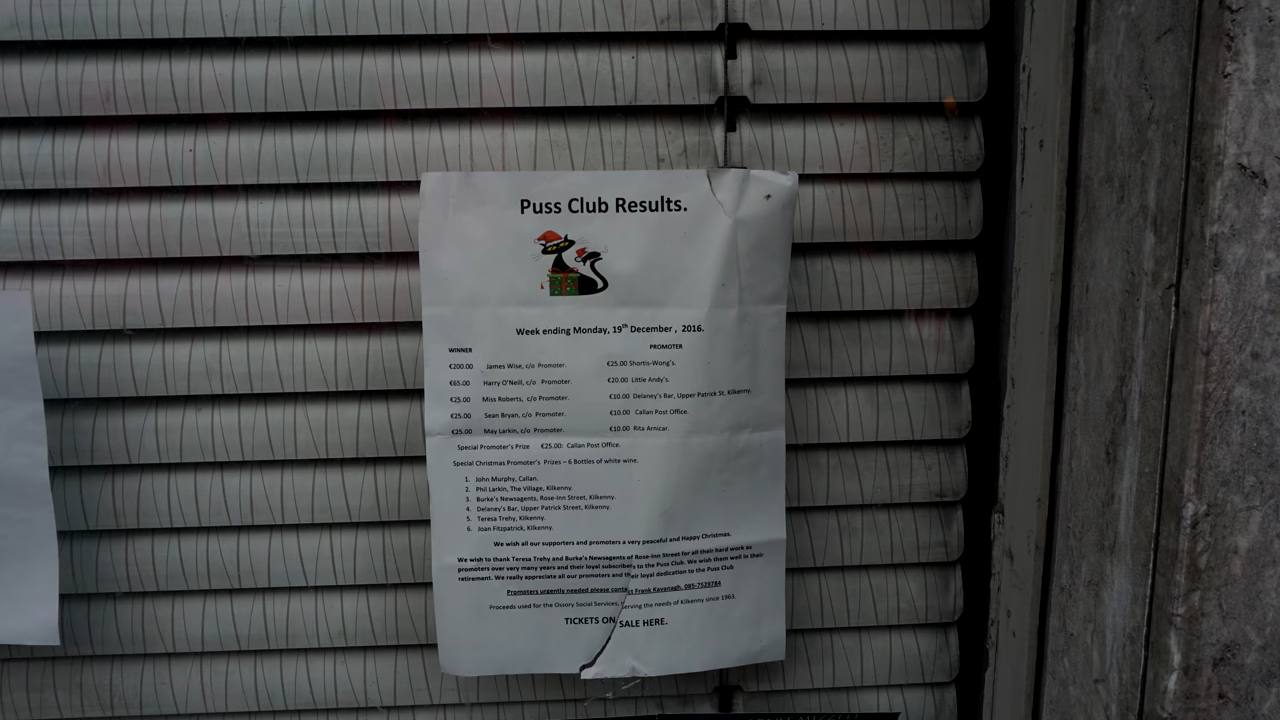 Puss Club Results.
Week ending Monday, 19th December , 2016.
WINNER PROMOTER
€200.00 James Wise, c/o Promoter. €25.00 Shortis-Wong's.
€65.00 Harry O'Neill, c/o Promoter. €20.00 Little Andy's.
€25.00 Miss Roberts, c/o Promoter. €10.00 Delaney's Bar, Upper Patrick St, Kilkenny.
€25.00 Sean Bryan, c/o Promoter. €10.00 Callan Post Office.
€25.00 May Larkin, c/o Promoter. €10.00 Rita Arnicar.
Special Promoter's Prize €25.00: Callan Post Office.
Special Christmas Promoter's Prizes – 6 Bottles of white wine.
1. John Murphy, Callan.
2. Phil Larkin, The Village, Kilkenny.
3. Burke's Newsagents, Rose-Inn Street, Kilkenny.
4. Delaney's Bar, Upper Patrick Street, Kilkenny.
5. Teresa Trehy, Kilkenny.
6. Joan Fitzpatrick, Kilkenny.
We wish all our supporters and promoters a very peaceful and Happy Christmas.
We wish to thank Teresa Trehy and Burke's Newsagents of Rose-Inn Street for all their hard work as
promoters over very many years and their loyal subscribers to the Puss Club. We wish them well in their
retirement. We really appreciate all our promoters and their loyal dedication to the Puss Club
Promoters urgently needed please contact Frank Kavanagh. 085-7529784
Proceeds used for the Ossory Social Services, serving the needs of Kilkenny since 1963.
TICKETS ON SALE HERE.